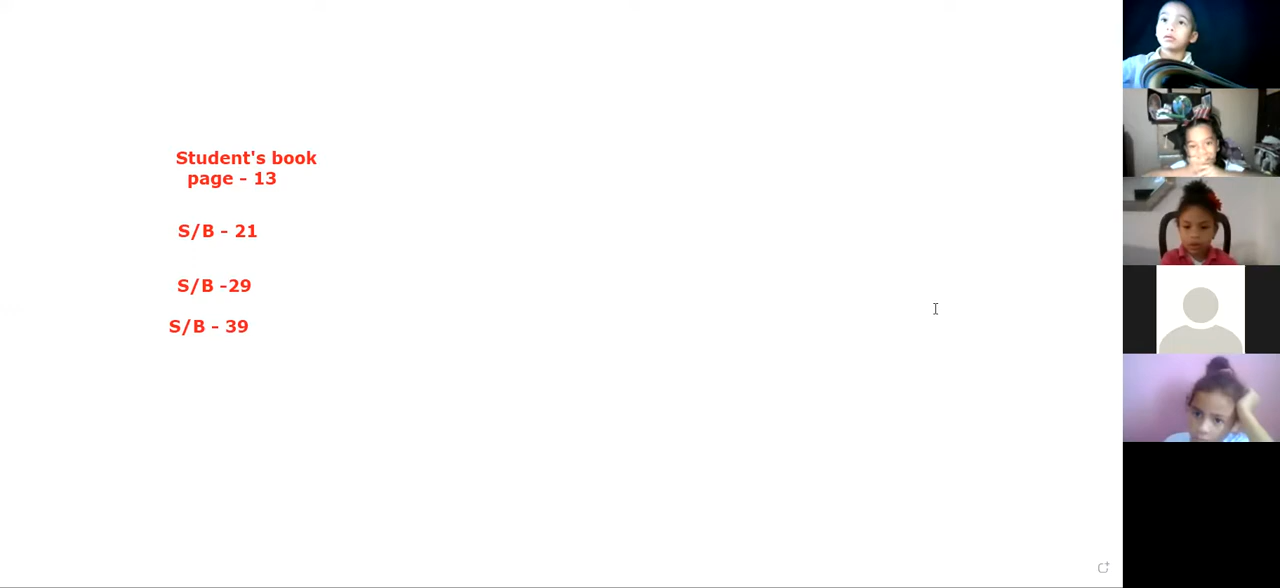 Student's book
page - 13
S/B - 21
S/B -29
S/B - 39